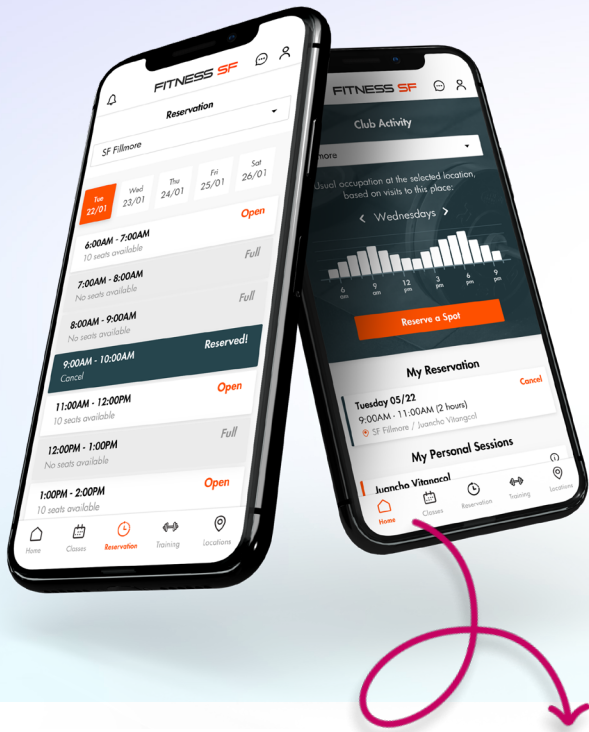 FITNESS SF
Reservation
SF Fillmore
Tue
22/01
Wed
23/01
Thu
24/01
Fri
25/01
Sat
26/01
6:00AM - 7:00AM
Open
10 seats available
7:00AM - 8:00AM
Full
No seats available
8:00AM - 9:00AM
Full
No seats available
9:00AM - 10:00AM
Reserved!
Cancel
11:00AM - 12:00PM
Open
10 seats available
12:00PM - 1:00PM
Full
No seats available
1:00PM - 2:00PM
Open
10 seats available
Home
Classes
Reservation
Training
Locations
FITNESS SF
Club Activity
more
Usual occupation at the selected location,
based on visits to this place:
Wednesdays
6 am
9 am
12 pm
3 pm
6 pm
9 pm
Reserve a Spot
My Reservation
Tuesday 05/22
Cancel
9:00AM - 11:00AM (2 hours)
SF Fillmore / Juancho Vitangcol
My Personal Sessions
Juancho Vitangcol
Home
Classes
Reservation
Training
Locations